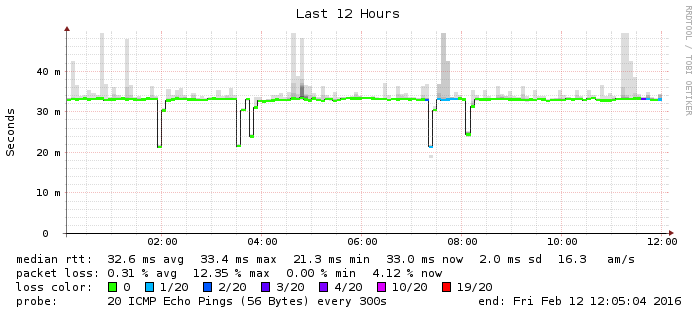 Last 12 Hours
RRDTOOL / TOBI OETIKER
Seconds
40 m
30 m
20 m
10 m
0
02:00 04:00 06:00 08:00 10:00 12:00
median rtt: 32.6 ms avg 33.4 ms max 21.3 ms min 33.0 ms now 2.0 ms sd 16.3 am/s
packet loss: 0.31 % avg 12.35 % max 0.00 % min 4.12 % now
loss color: 0 1/20 2/20 3/20 4/20 10/20 19/20
probe: 20 ICMP Echo Pings (56 Bytes) every 300s end: Fri Feb 12 12:05:04 2016